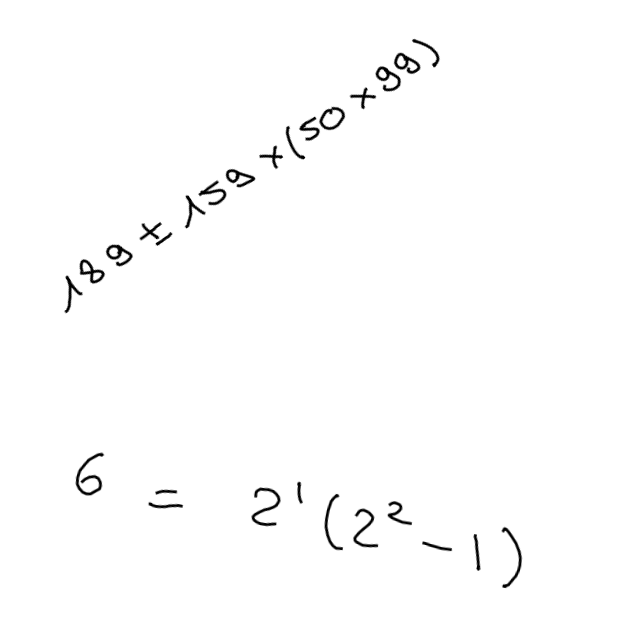 189 ± 159 × (50 × 99)
6 = 2¹(2² − 1)